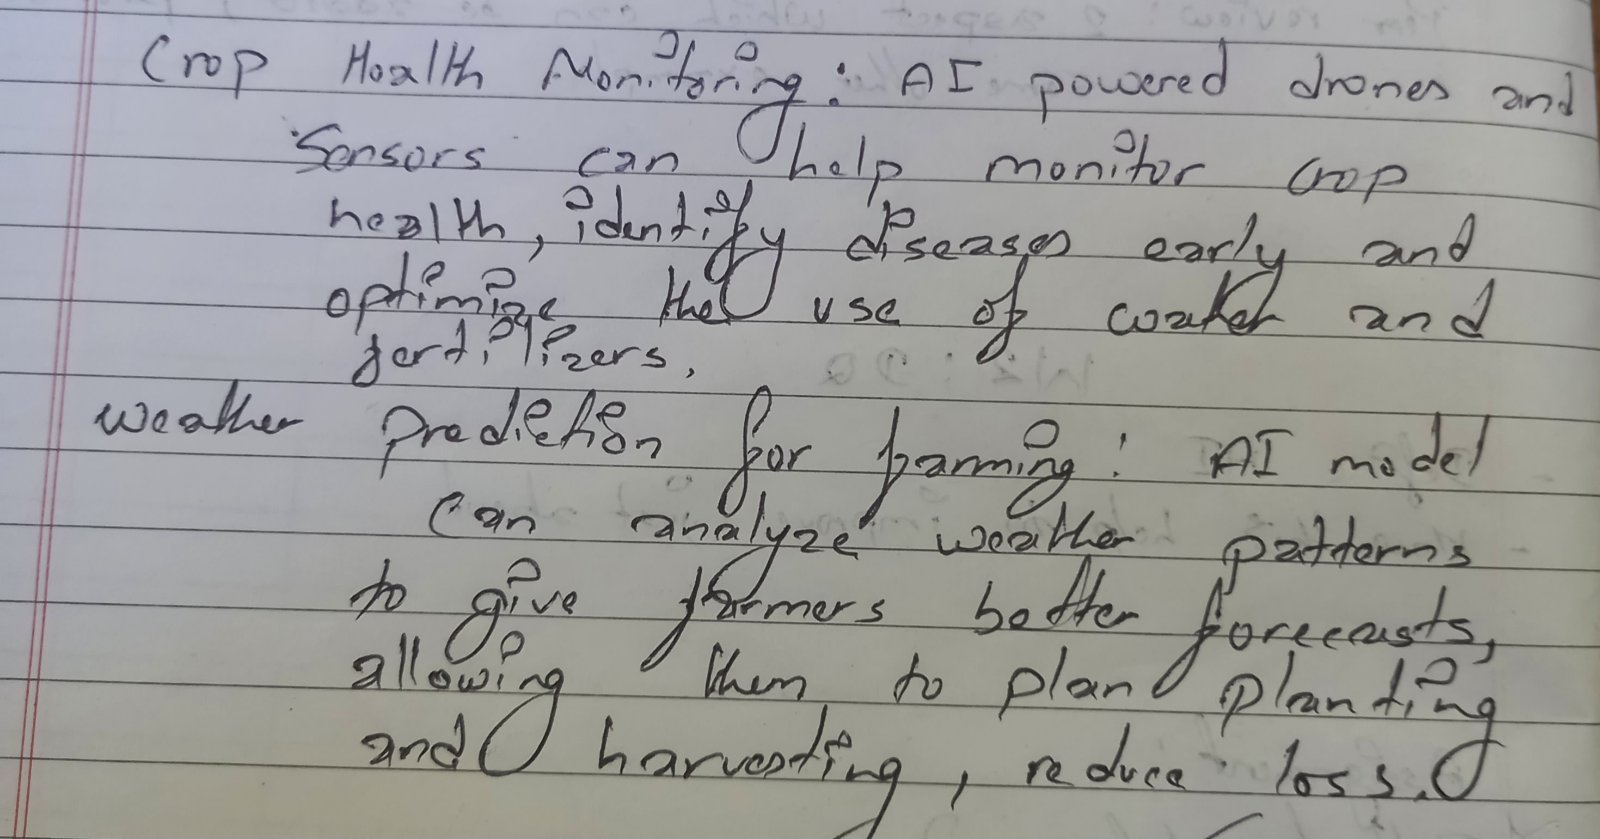 Crop Health Monitoring: AI powered drones and
Sensors can help monitor crop
health, identify diseases early and
optimize the use of water and
fertilizers.
Weather Prediction for farming: AI model
Can analyze weather patterns
to give farmers better forecasts,
allowing them to plan planting
and harvesting, reduce loss.